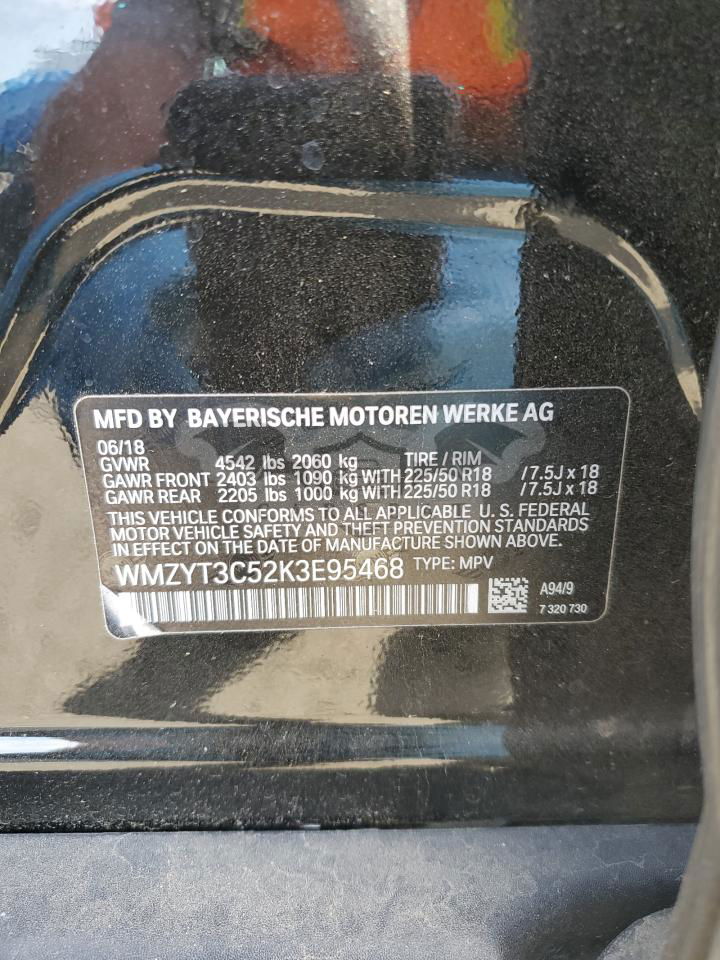 MFD BY BAYERISCHE MOTOREN WERKE AG
06/18
GVWR 4542 lbs 2060 kg TIRE / RIM
GAWR FRONT 2403 lbs 1090 kg WITH 225/50 R18 /7.5J x 18
GAWR REAR 2205 lbs 1000 kg WITH 225/50 R18 /7.5J x 18
THIS VEHICLE CONFORMS TO ALL APPLICABLE U. S. FEDERAL
MOTOR VEHICLE SAFETY AND THEFT PREVENTION STANDARDS
IN EFFECT ON THE DATE OF MANUFACTURE SHOWN ABOVE.
WMZYT3C52K3E95468 TYPE: MPV
A94/9
7 320 730